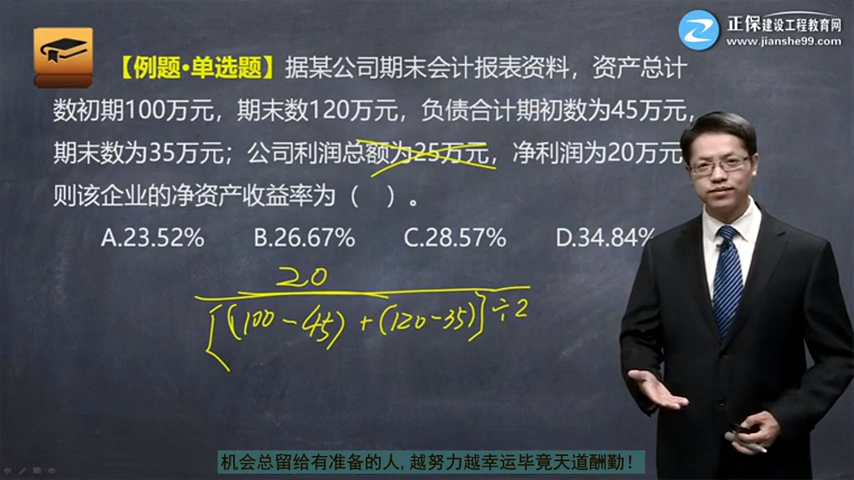 正保建设工程教育网
www.jianshe99.com
【例题•单选题】据某公司期末会计报表资料，资产总计
数初期100万元，期末数120万元，负债合计期初数为45万元，
期末数为35万元；公司利润总额为25万元，净利润为20万元
则该企业的净资产收益率为（ ）。
A.23.52% B.26.67% C.28.57% D.34.84%
20
[(100-45)+(120-35)]÷2
机会总留给有准备的人,越努力越幸运毕竟天道酬勤！